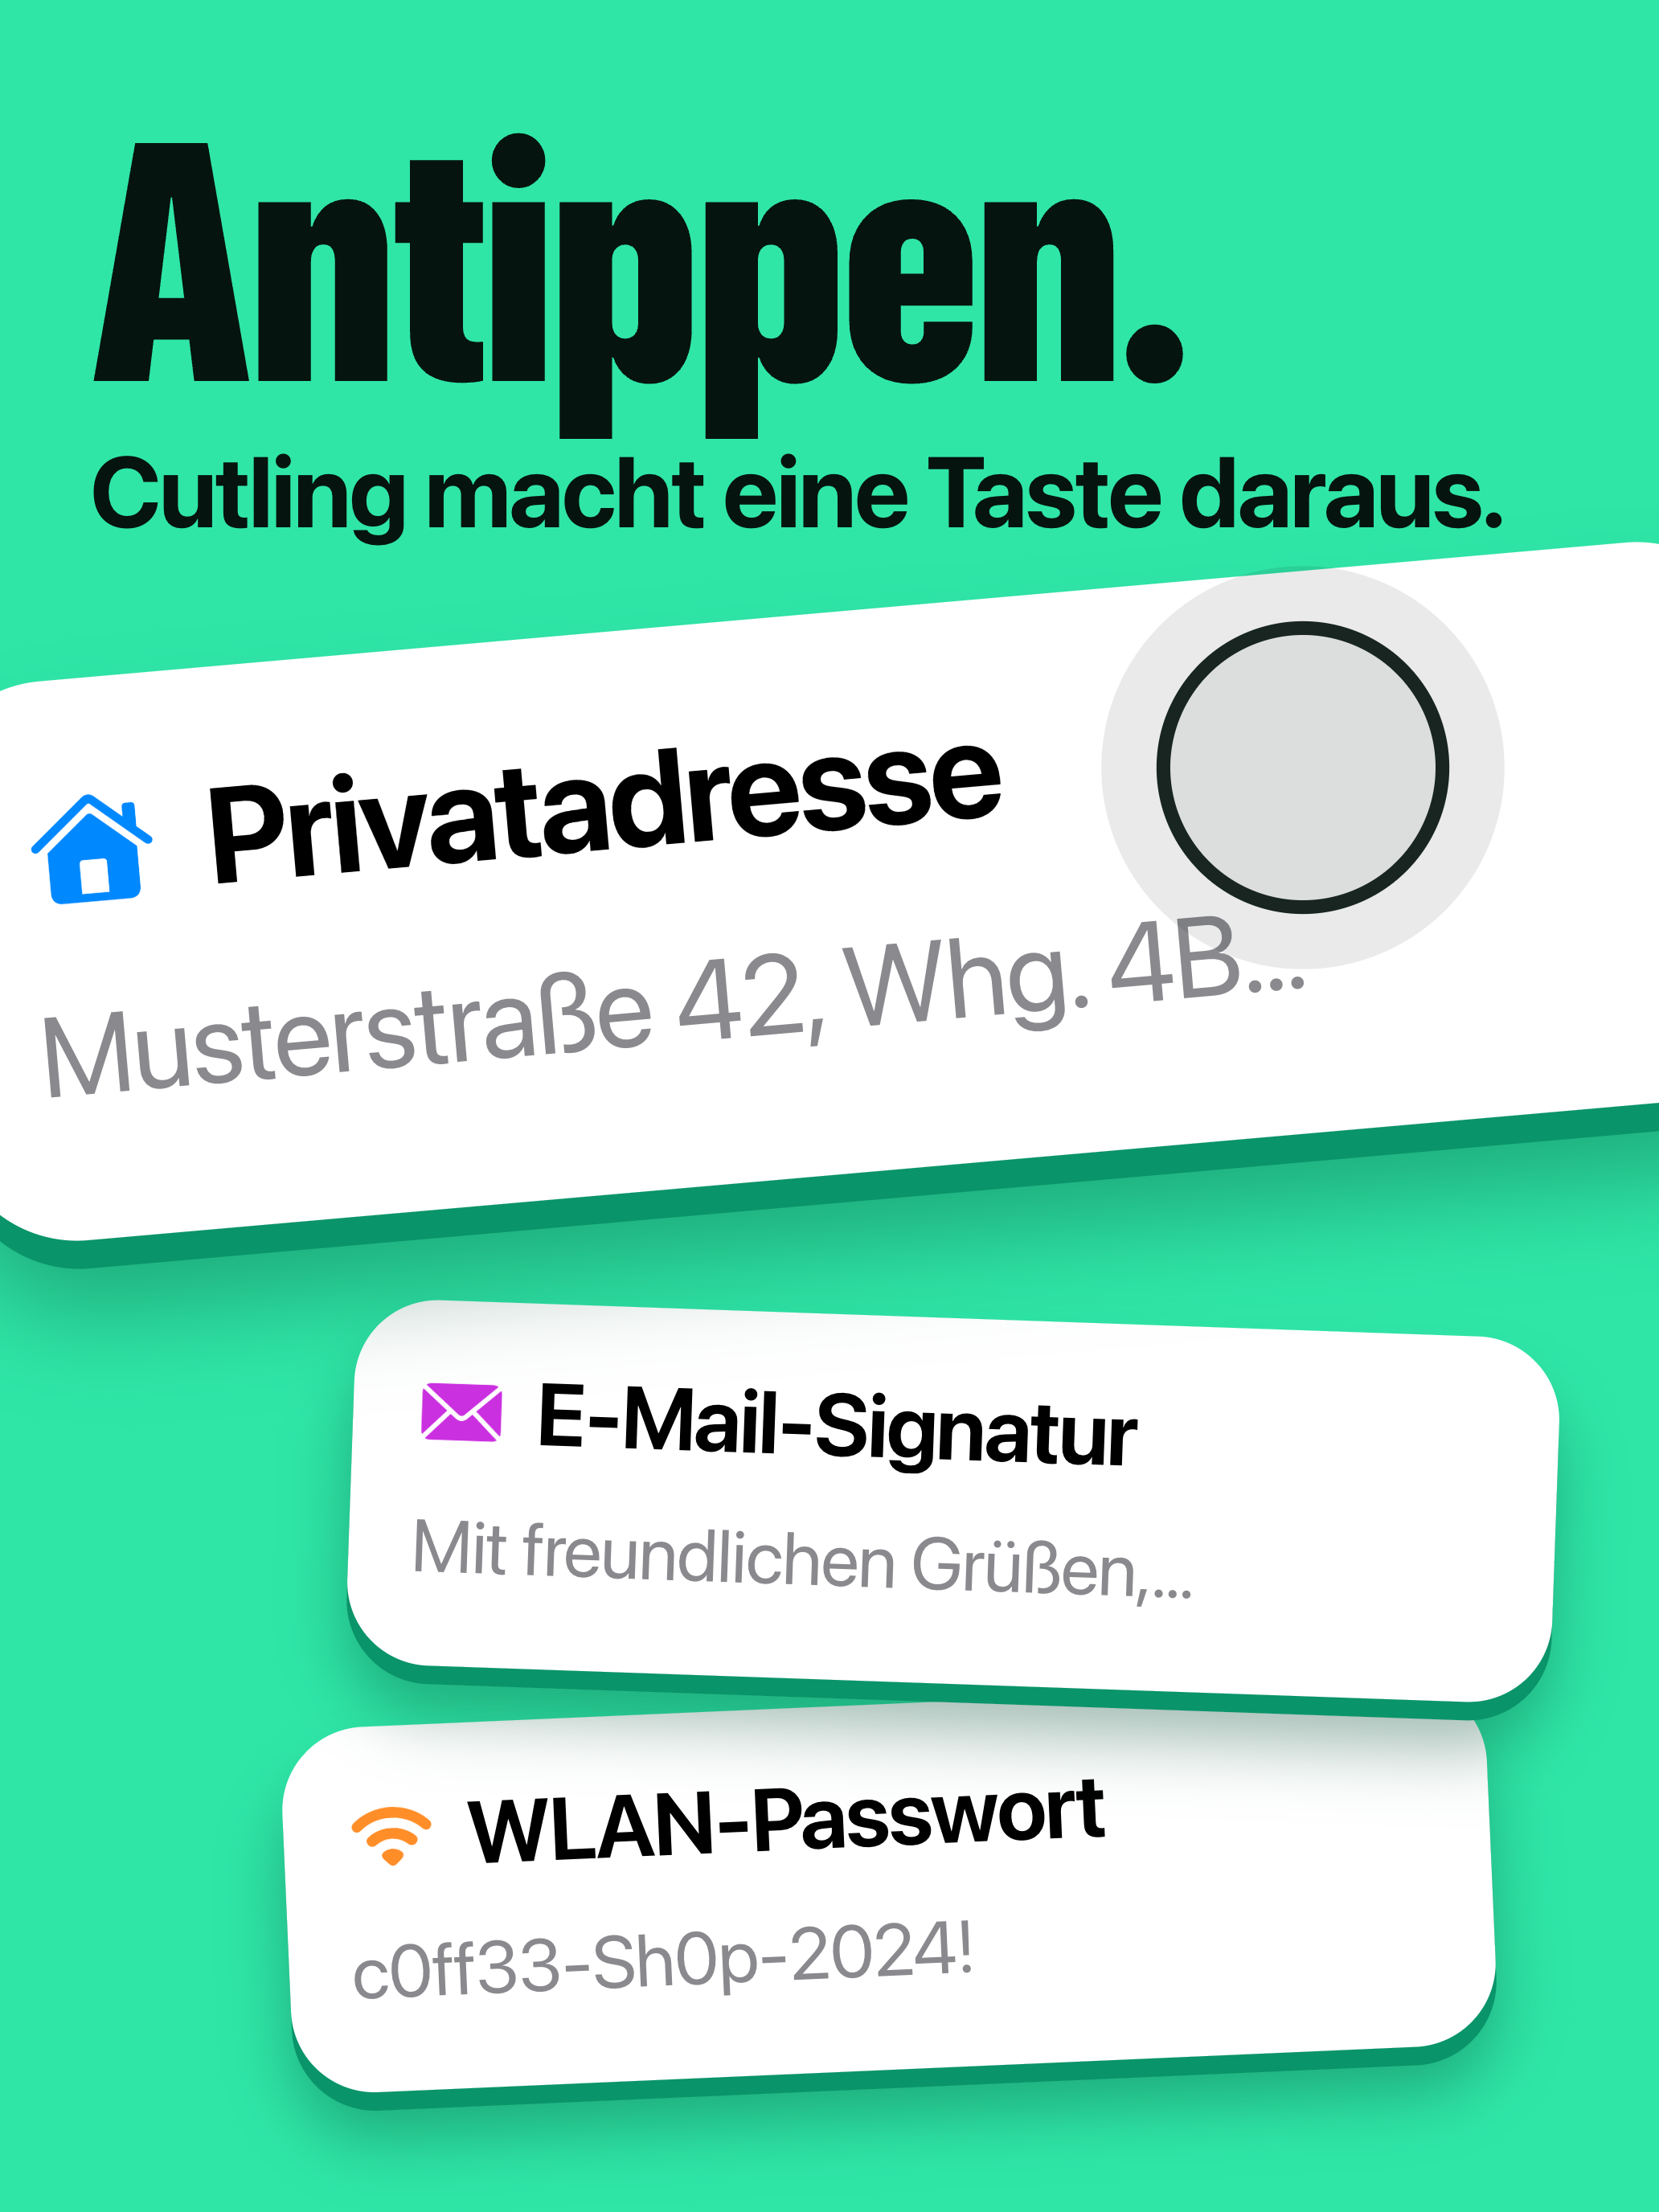 Antippen.
Cutling macht eine Taste daraus.
Privatadresse
Musterstraße 42, Whg. 4B...
E-Mail-Signatur
Mit freundlichen Grüßen,...
WLAN-Passwort
c0ff33-Sh0p-2024!